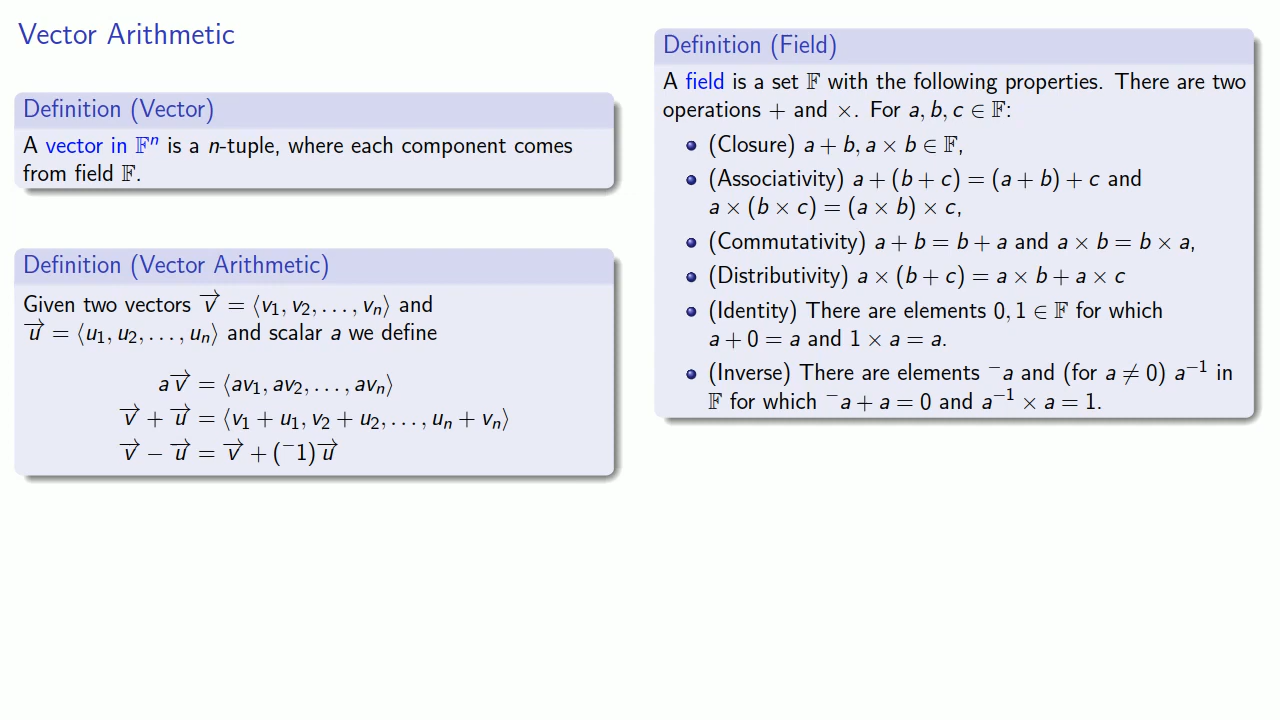 Vector Arithmetic
Definition (Vector)
A vector in 𝔽ⁿ is a n-tuple, where each component comes
from field 𝔽.
Definition (Vector Arithmetic)
Given two vectors v⃗ = ⟨v₁, v₂, . . . , vₙ⟩ and
u⃗ = ⟨u₁, u₂, . . . , uₙ⟩ and scalar a we define
av⃗ = ⟨av₁, av₂, . . . , avₙ⟩
v⃗ + u⃗ = ⟨v₁ + u₁, v₂ + u₂, . . . , uₙ + vₙ⟩
v⃗ − u⃗ = v⃗ + (⁻1)u⃗
Definition (Field)
A field is a set 𝔽 with the following properties. There are two
operations + and ×. For a, b, c ∈ 𝔽:
• (Closure) a + b, a × b ∈ 𝔽,
• (Associativity) a + (b + c) = (a + b) + c and
a × (b × c) = (a × b) × c,
• (Commutativity) a + b = b + a and a × b = b × a,
• (Distributivity) a × (b + c) = a × b + a × c
• (Identity) There are elements 0, 1 ∈ 𝔽 for which
a + 0 = a and 1 × a = a.
• (Inverse) There are elements ⁻a and (for a ≠ 0) a⁻¹ in
𝔽 for which ⁻a + a = 0 and a⁻¹ × a = 1.